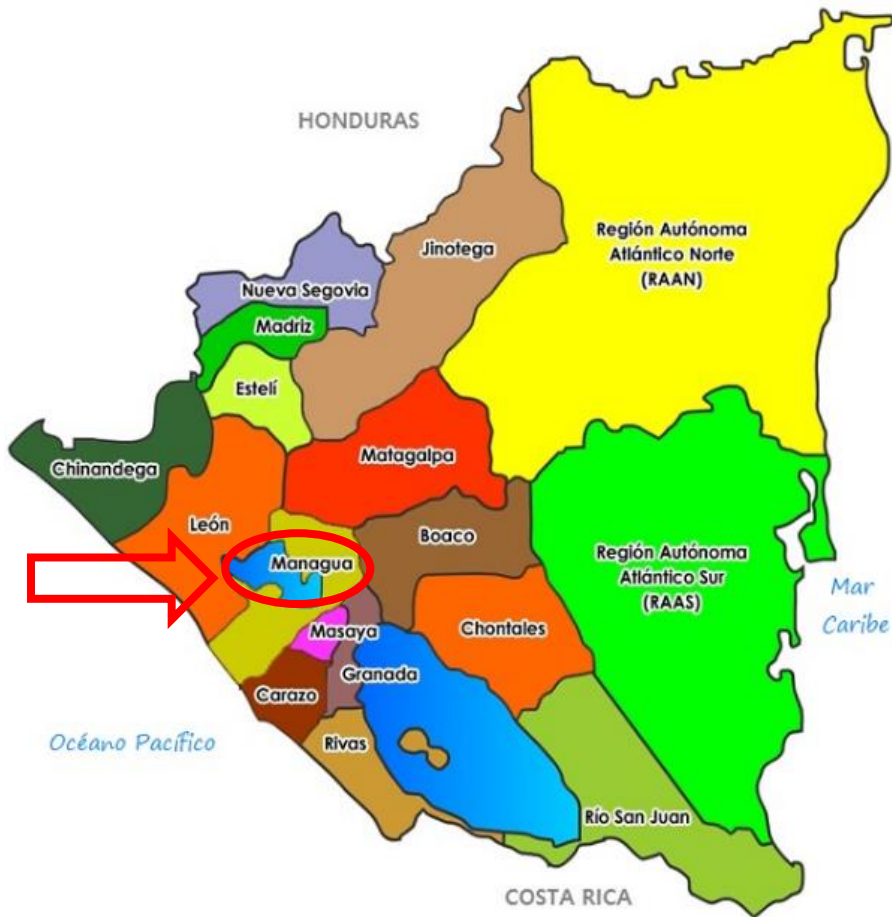 HONDURAS
Región Autónoma
Atlántico Norte
(RAAN)
Jinotega
Nueva Segovia
Madriz
Estelí
Chinandega
Matagalpa
León
Boaco
Managua
Región Autónoma
Atlántico Sur
(RAAS)
Mar
Caribe
Masaya
Chontales
Granada
Carazo
Océano Pacífico
Rivas
Río San Juan
COSTA RICA